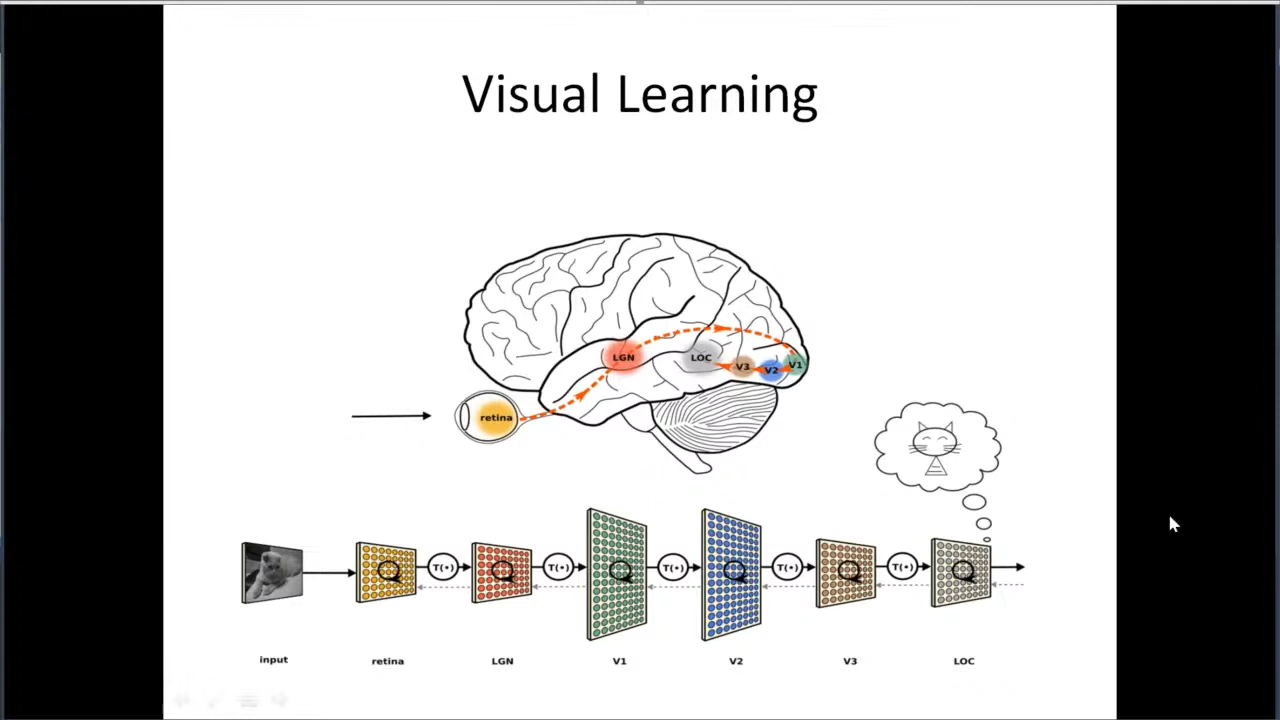 Visual Learning
LGN
LOC
V3
V2
V1
retina
Q T(•) Q T(•) Q T(•) Q T(•) Q T(•) Q
input retina LGN V1 V2 V3 LOC